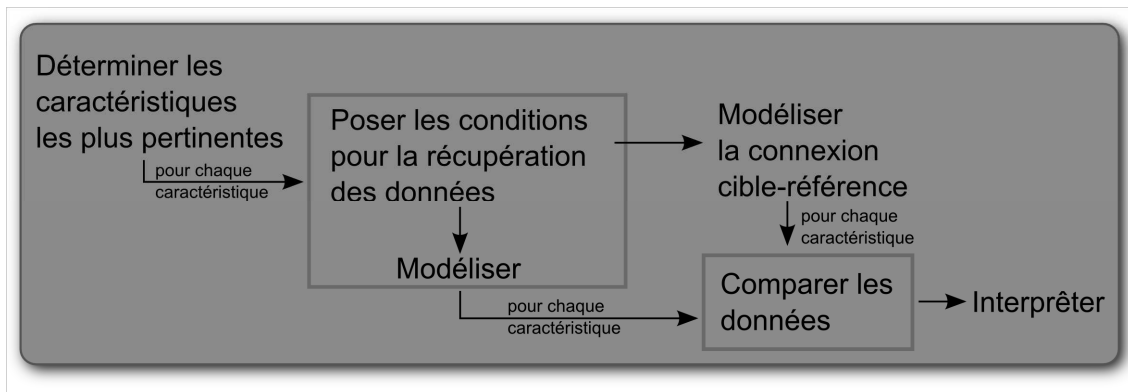 Déterminer les
caractéristiques
les plus pertinentes
pour chaque
caractéristique
Poser les conditions
pour la récupération
des données
Modéliser
Modéliser
la connexion
cible-référence
pour chaque
caractéristique
pour chaque
caractéristique
Comparer les
données
Interprêter